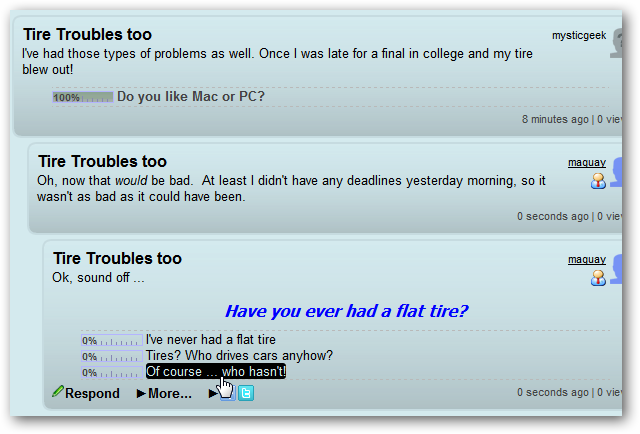 Tire Troubles too
mysticgeek
I've had those types of problems as well. Once I was late for a final in college and my tire
blew out!
100% Do you like Mac or PC?
8 minutes ago | 0
Tire Troubles too
maquay
Oh, now that would be bad. At least I didn't have any deadlines yesterday morning, so it
wasn't as bad as it could have been.
0 seconds ago | 0
Tire Troubles too
maquay
Ok, sound off ...
Have you ever had a flat tire?
0% I've never had a flat tire
0% Tires? Who drives cars anyhow?
0% Of course ... who hasn't!
Respond ▶More... ▶
0 seconds ago | 0